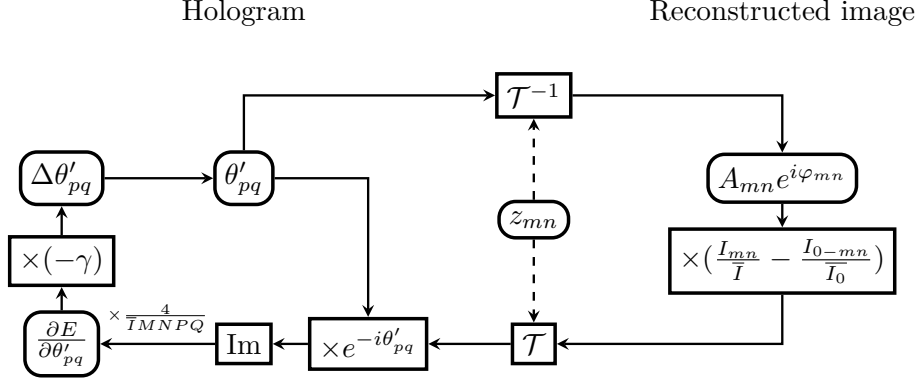 Hologram Reconstructed image
𝒯⁻¹
Δθ′ₚq θ′ₚq zₘₙ Aₘₙe^{iφₘₙ}
×(−γ) ×(Iₘₙ/Ī − I₀₋ₘₙ/Ī₀)
∂E/∂θ′ₚq ×4/(ĪMNPQ) Im ×e^{−iθ′ₚq} 𝒯